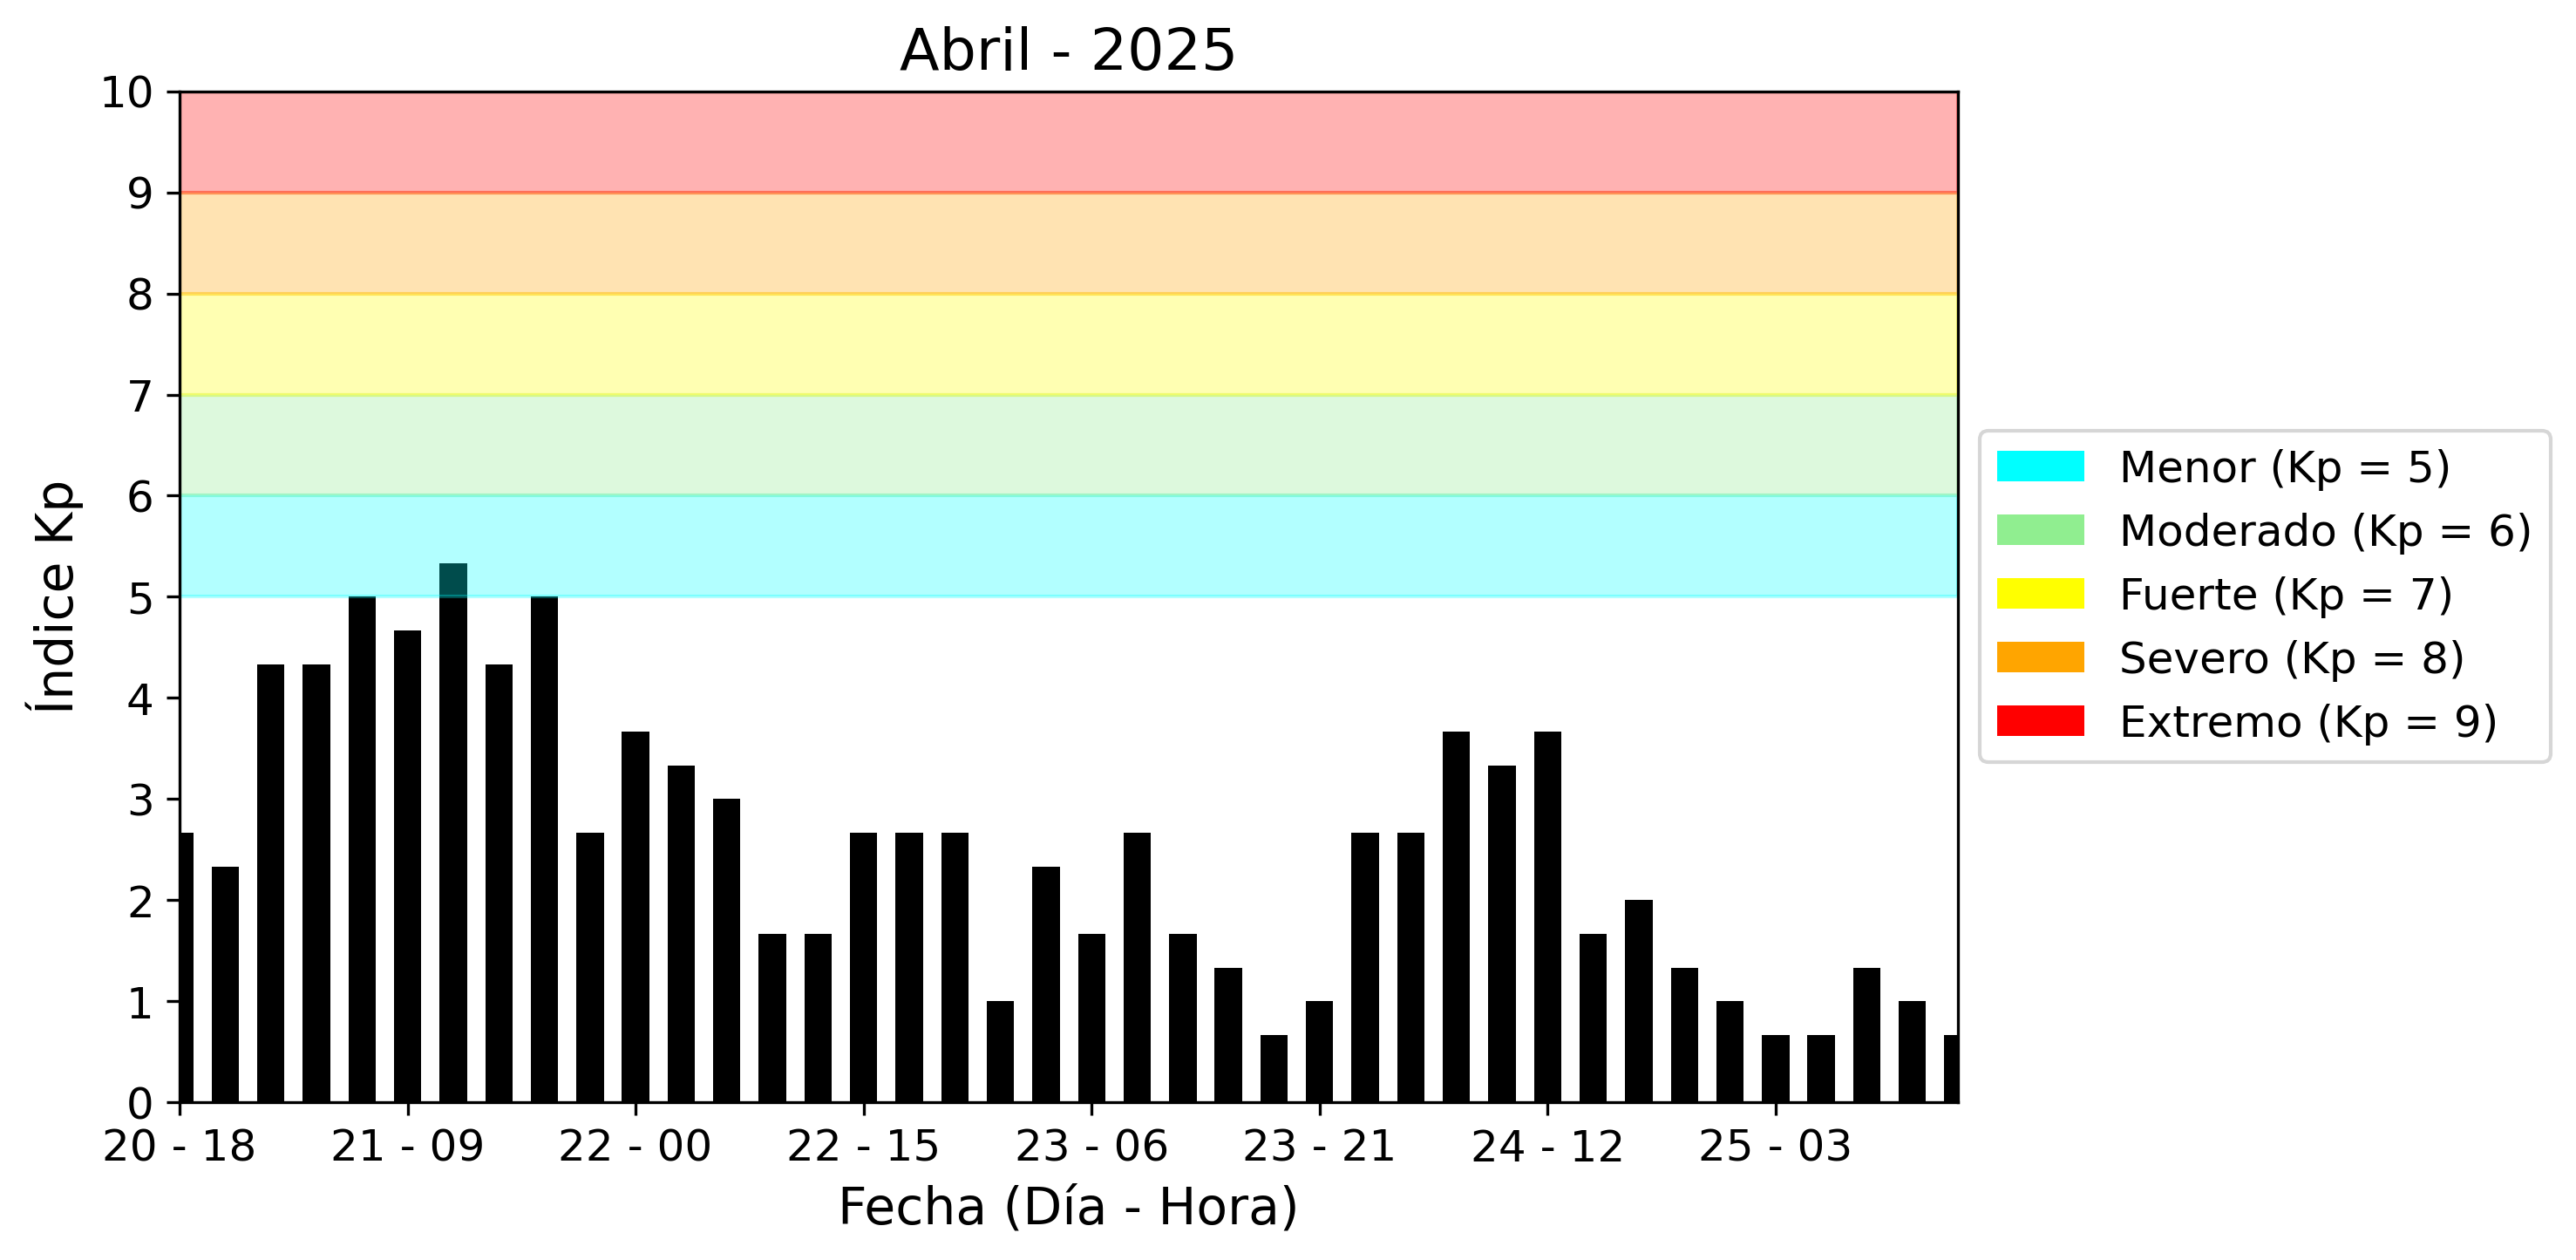 Abril - 2025
10
9
8
7
6
5
4
3
2
1
0
Índice Kp
20 - 18
21 - 09
22 - 00
22 - 15
23 - 06
23 - 21
24 - 12
25 - 03
Fecha (Día - Hora)
Menor (Kp = 5)
Moderado (Kp = 6)
Fuerte (Kp = 7)
Severo (Kp = 8)
Extremo (Kp = 9)